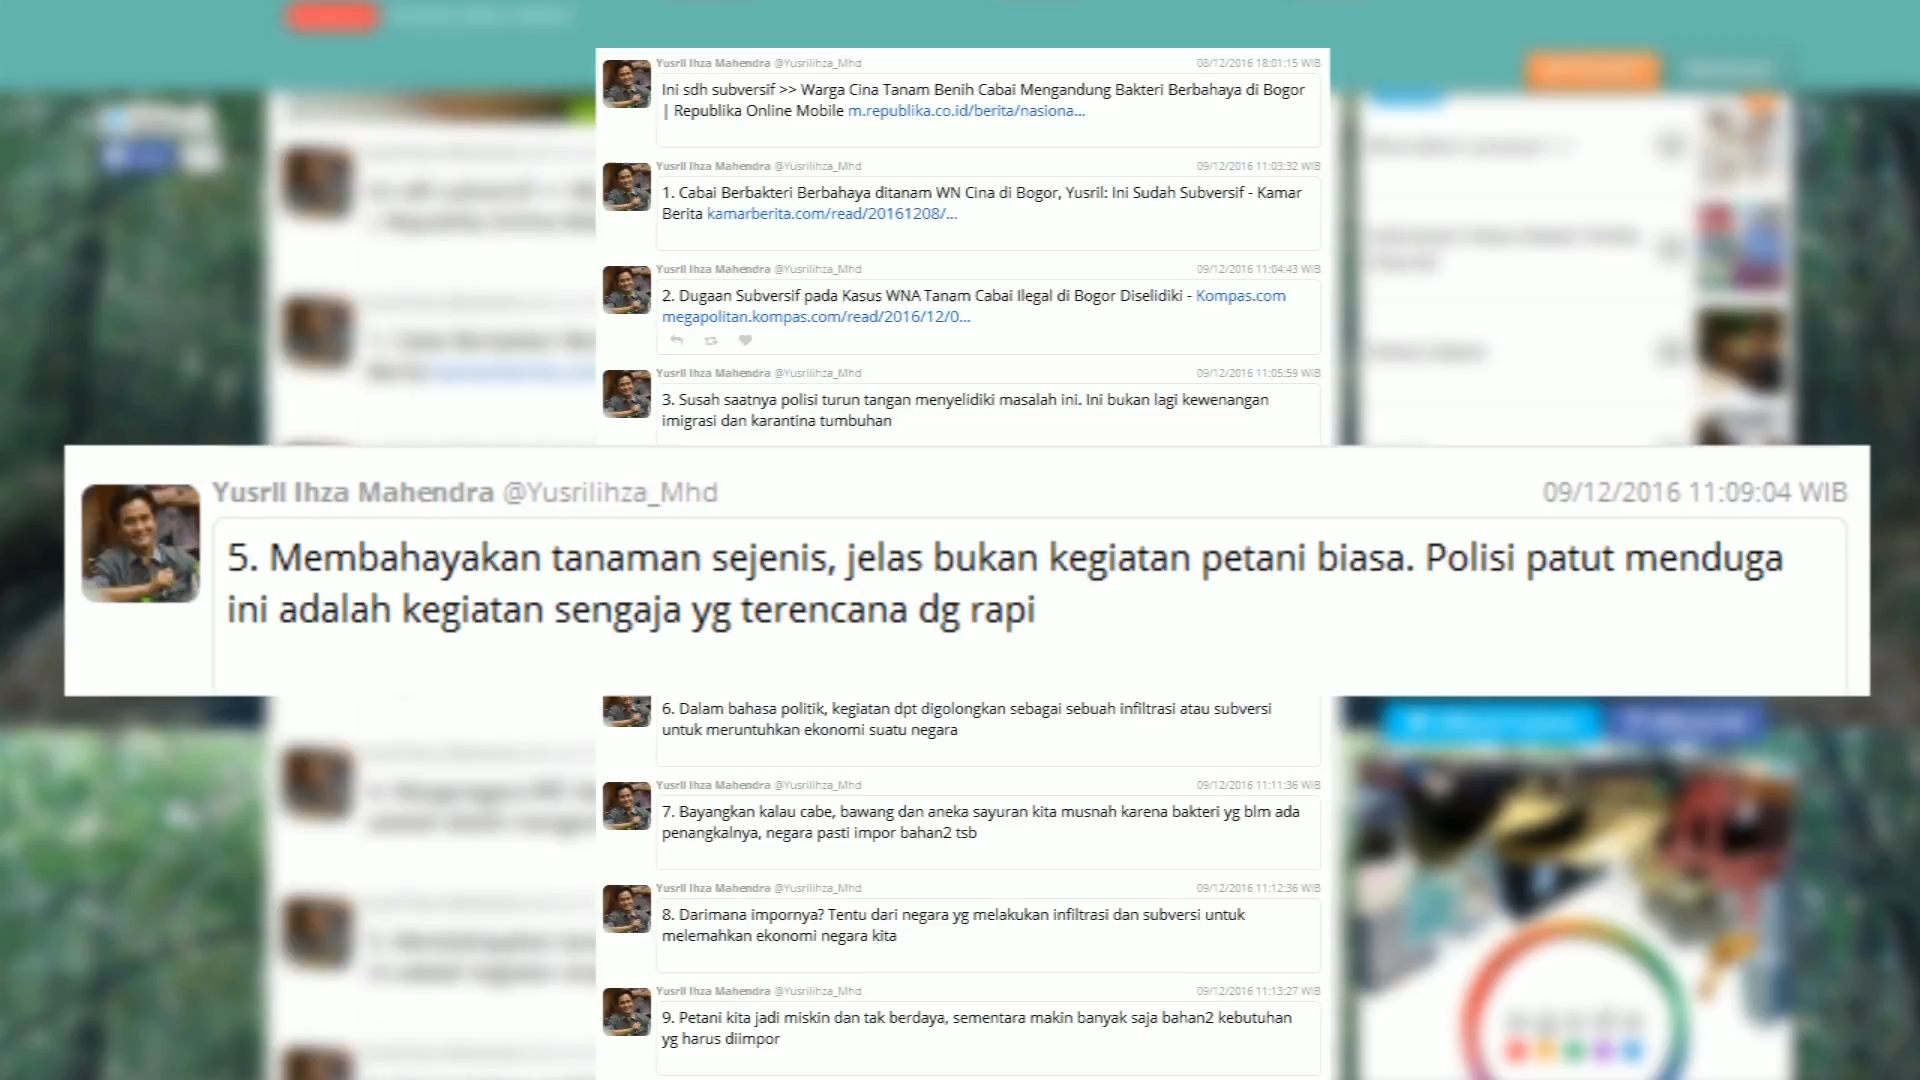 Yusril Ihza Mahendra @Yusrilihza_Mhd 08/12/2016 18:01:15 WIB
Ini sdh subversif >> Warga Cina Tanam Benih Cabai Mengandung Bakteri Berbahaya di Bogor
| Republika Online Mobile m.republika.co.id/berita/nasiona...
Yusril Ihza Mahendra @Yusrilihza_Mhd 09/12/2016 11:03:32 WIB
1. Cabai Berbakteri Berbahaya ditanam WN Cina di Bogor, Yusril: Ini Sudah Subversif - Kamar
Berita kamarberita.com/read/20161208/...
Yusril Ihza Mahendra @Yusrilihza_Mhd 09/12/2016 11:04:43 WIB
2. Dugaan Subversif pada Kasus WNA Tanam Cabai Ilegal di Bogor Diselidiki - Kompas.com
megapolitan.kompas.com/read/2016/12/0...
Yusril Ihza Mahendra @Yusrilihza_Mhd 09/12/2016 11:05:59 WIB
3. Susah saatnya polisi turun tangan menyelidiki masalah ini. Ini bukan lagi kewenangan
imigrasi dan karantina tumbuhan
Yusril Ihza Mahendra @Yusrilihza_Mhd 09/12/2016 11:09:04 WIB
5. Membahayakan tanaman sejenis, jelas bukan kegiatan petani biasa. Polisi patut menduga
ini adalah kegiatan sengaja yg terencana dg rapi
6. Dalam bahasa politik, kegiatan dpt digolongkan sebagai sebuah infiltrasi atau subversi
untuk meruntuhkan ekonomi suatu negara
Yusril Ihza Mahendra @Yusrilihza_Mhd 09/12/2016 11:11:36 WIB
7. Bayangkan kalau cabe, bawang dan aneka sayuran kita musnah karena bakteri yg blm ada
penangkalnya, negara pasti impor bahan2 tsb
Yusril Ihza Mahendra @Yusrilihza_Mhd 09/12/2016 11:12:36 WIB
8. Darimana impornya? Tentu dari negara yg melakukan infiltrasi dan subversi untuk
melemahkan ekonomi negara kita
Yusril Ihza Mahendra @Yusrilihza_Mhd 09/12/2016 11:13:27 WIB
9. Petani kita jadi miskin dan tak berdaya, sementara makin banyak saja bahan2 kebutuhan
yg harus diimpor